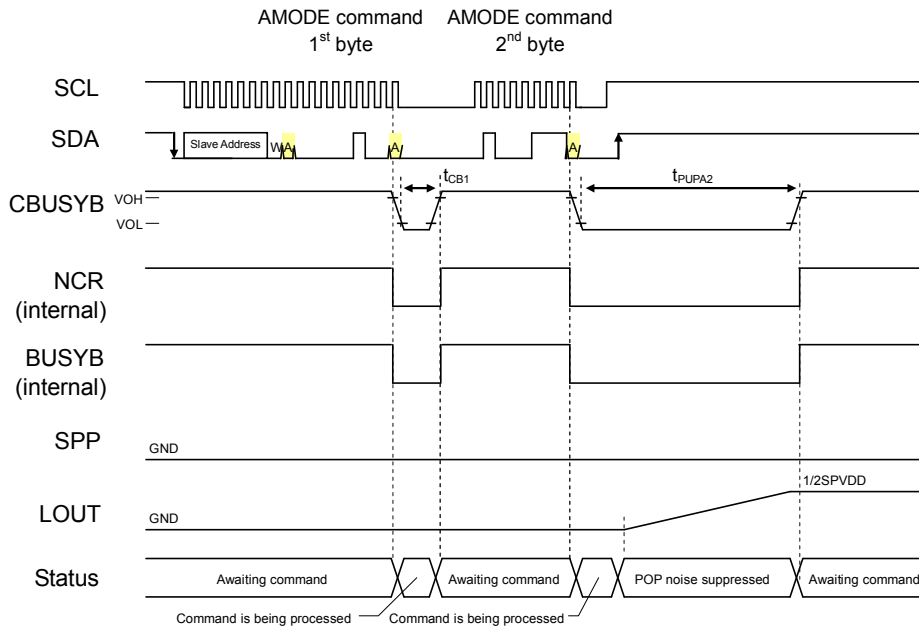 AMODE command
1st byte
AMODE command
2nd byte
SCL
SDA
Slave Address
W
A
A
A
tCB1
tPUPA2
CBUSYB
VOH
VOL
NCR
(internal)
BUSYB
(internal)
SPP
GND
LOUT
GND
1/2SPVDD
Status
Awaiting command
Awaiting command
POP noise suppressed
Awaiting command
Command is being processed
Command is being processed